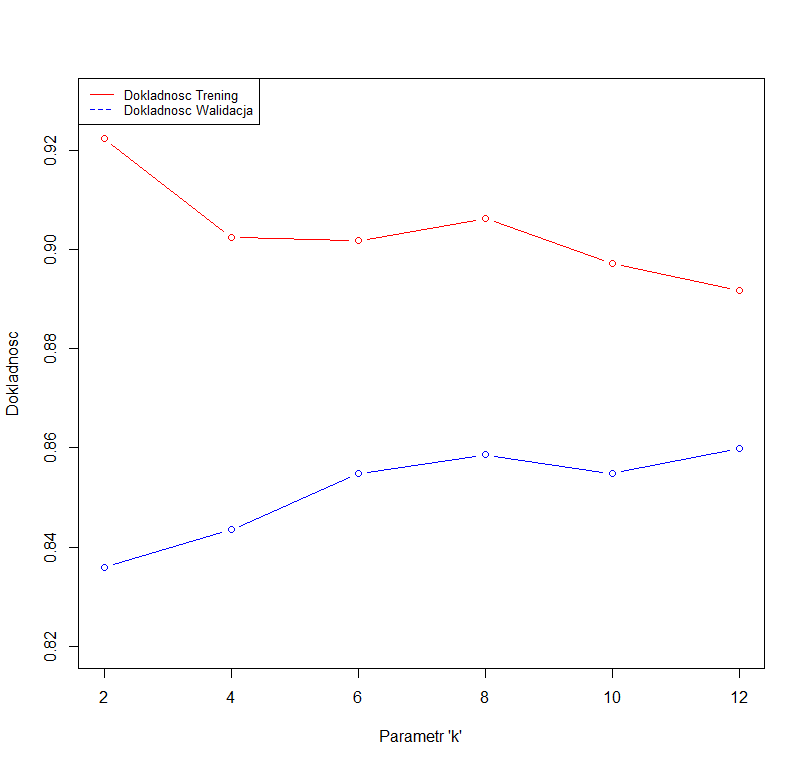 Dokladnosc Trening
Dokladnosc Walidacja
Dokladnosc
0.92
0.90
0.88
0.86
0.84
0.82
2 4 6 8 10 12
Parametr 'k'